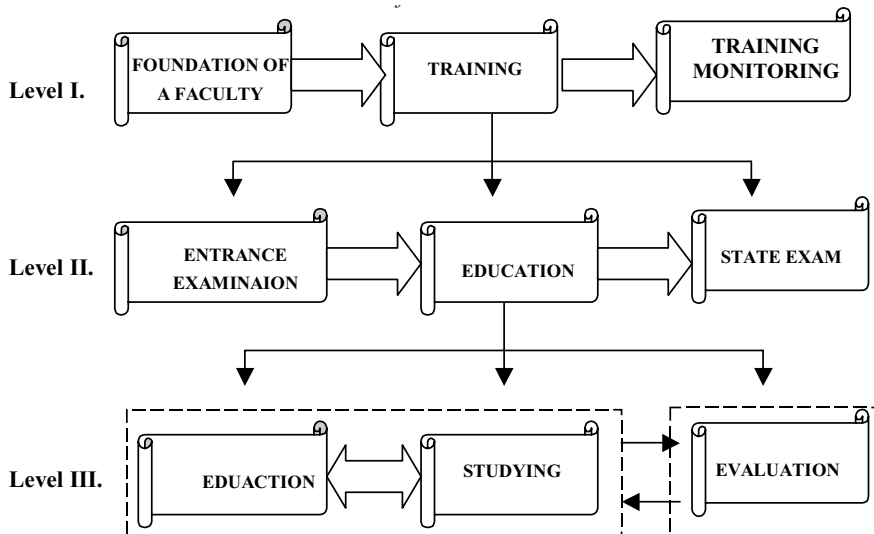 FOUNDATION OF
A FACULTY
TRAINING
TRAINING
MONITORING
Level I.
ENTRANCE
EXAMINAION
EDUCATION
STATE EXAM
Level II.
EDUACTION
STUDYING
EVALUATION
Level III.